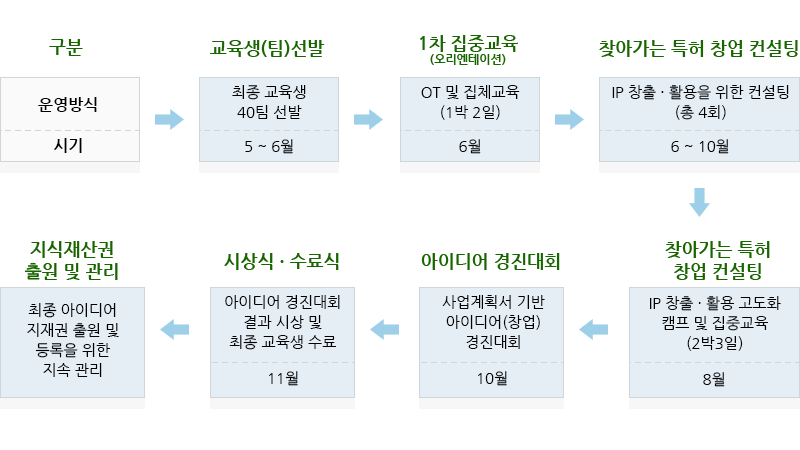 구분
운영방식
시기
교육생(팀)선발
최종 교육생
40팀 선발
5 ~ 6월
1차 집중교육
(오리엔테이션)
OT 및 집체교육
(1박 2일)
6월
찾아가는 특허 창업 컨설팅
IP 창출 · 활용을 위한 컨설팅
(총 4회)
6 ~ 10월
찾아가는 특허
창업 컨설팅
IP 창출 · 활용 고도화
캠프 및 집중교육
(2박3일)
8월
아이디어 경진대회
사업계획서 기반
아이디어(창업)
경진대회
10월
시상식 · 수료식
아이디어 경진대회
결과 시상 및
최종 교육생 수료
11월
지식재산권
출원 및 관리
최종 아이디어
지재권 출원 및
등록을 위한
지속 관리